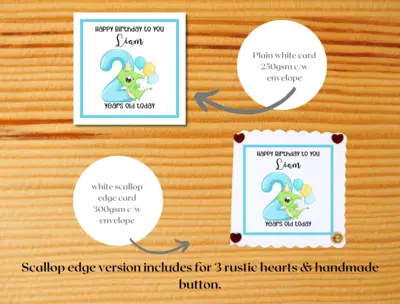 Happy Birthday to you
Liam
2
years old today
Plain white card
250gsm c/w
envelope
white scallop
edge card
300gsm c/w
envelope
Happy Birthday to you
Liam
2
years old today
Scallop edge version includes for 3 rustic hearts & handmade
button.